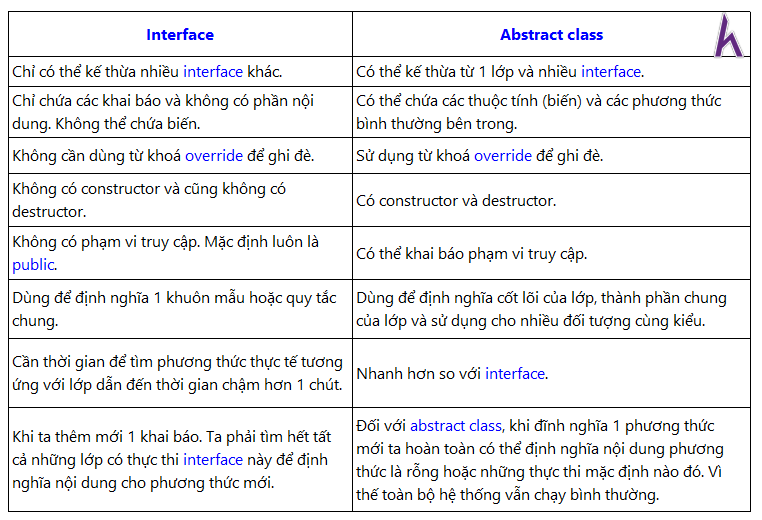 Interface
Abstract class
Chỉ có thể kế thừa nhiều interface khác.
Có thể kế thừa từ 1 lớp và nhiều interface.
Chỉ chứa các khai báo và không có phần nội
dung. Không thể chứa biến.
Có thể chứa các thuộc tính (biến) và các phương thức
bình thường bên trong.
Không cần dùng từ khoá override để ghi đè.
Sử dụng từ khoá override để ghi đè.
Không có constructor và cũng không có
destructor.
Có constructor và destructor.
Không có phạm vi truy cập. Mặc định luôn là
public.
Có thể khai báo phạm vi truy cập.
Dùng để định nghĩa 1 khuôn mẫu hoặc quy tắc
chung.
Dùng để định nghĩa cốt lõi của lớp, thành phần chung
của lớp và sử dụng cho nhiều đối tượng cùng kiểu.
Cần thời gian để tìm phương thức thực tế tương
ứng với lớp dẫn đến thời gian chậm hơn 1 chút.
Nhanh hơn so với interface.
Khi ta thêm mới 1 khai báo. Ta phải tìm hết tất
cả những lớp có thực thi interface này để định
nghĩa nội dung cho phương thức mới.
Đối với abstract class, khi đĩnh nghĩa 1 phương thức
mới ta hoàn toàn có thể định nghĩa nội dung phương
thức là rỗng hoặc những thực thi mặc định nào đó. Vì
thế toàn bộ hệ thống vẫn chạy bình thường.